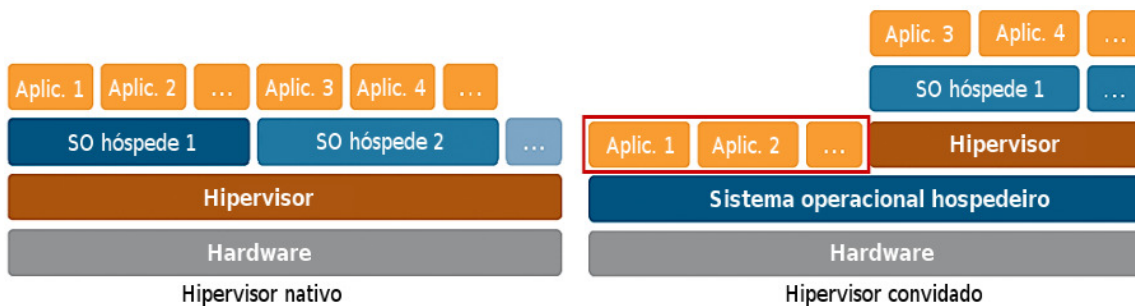 Aplic. 3 Aplic. 4 ...
Aplic. 1 Aplic. 2 ... Aplic. 3 Aplic. 4 ...
SO hóspede 1 ...
SO hóspede 1 SO hóspede 2 ...
Aplic. 1 Aplic. 2 ... Hipervisor
Hipervisor
Sistema operacional hospedeiro
Hardware
Hardware
Hipervisor nativo
Hipervisor convidado